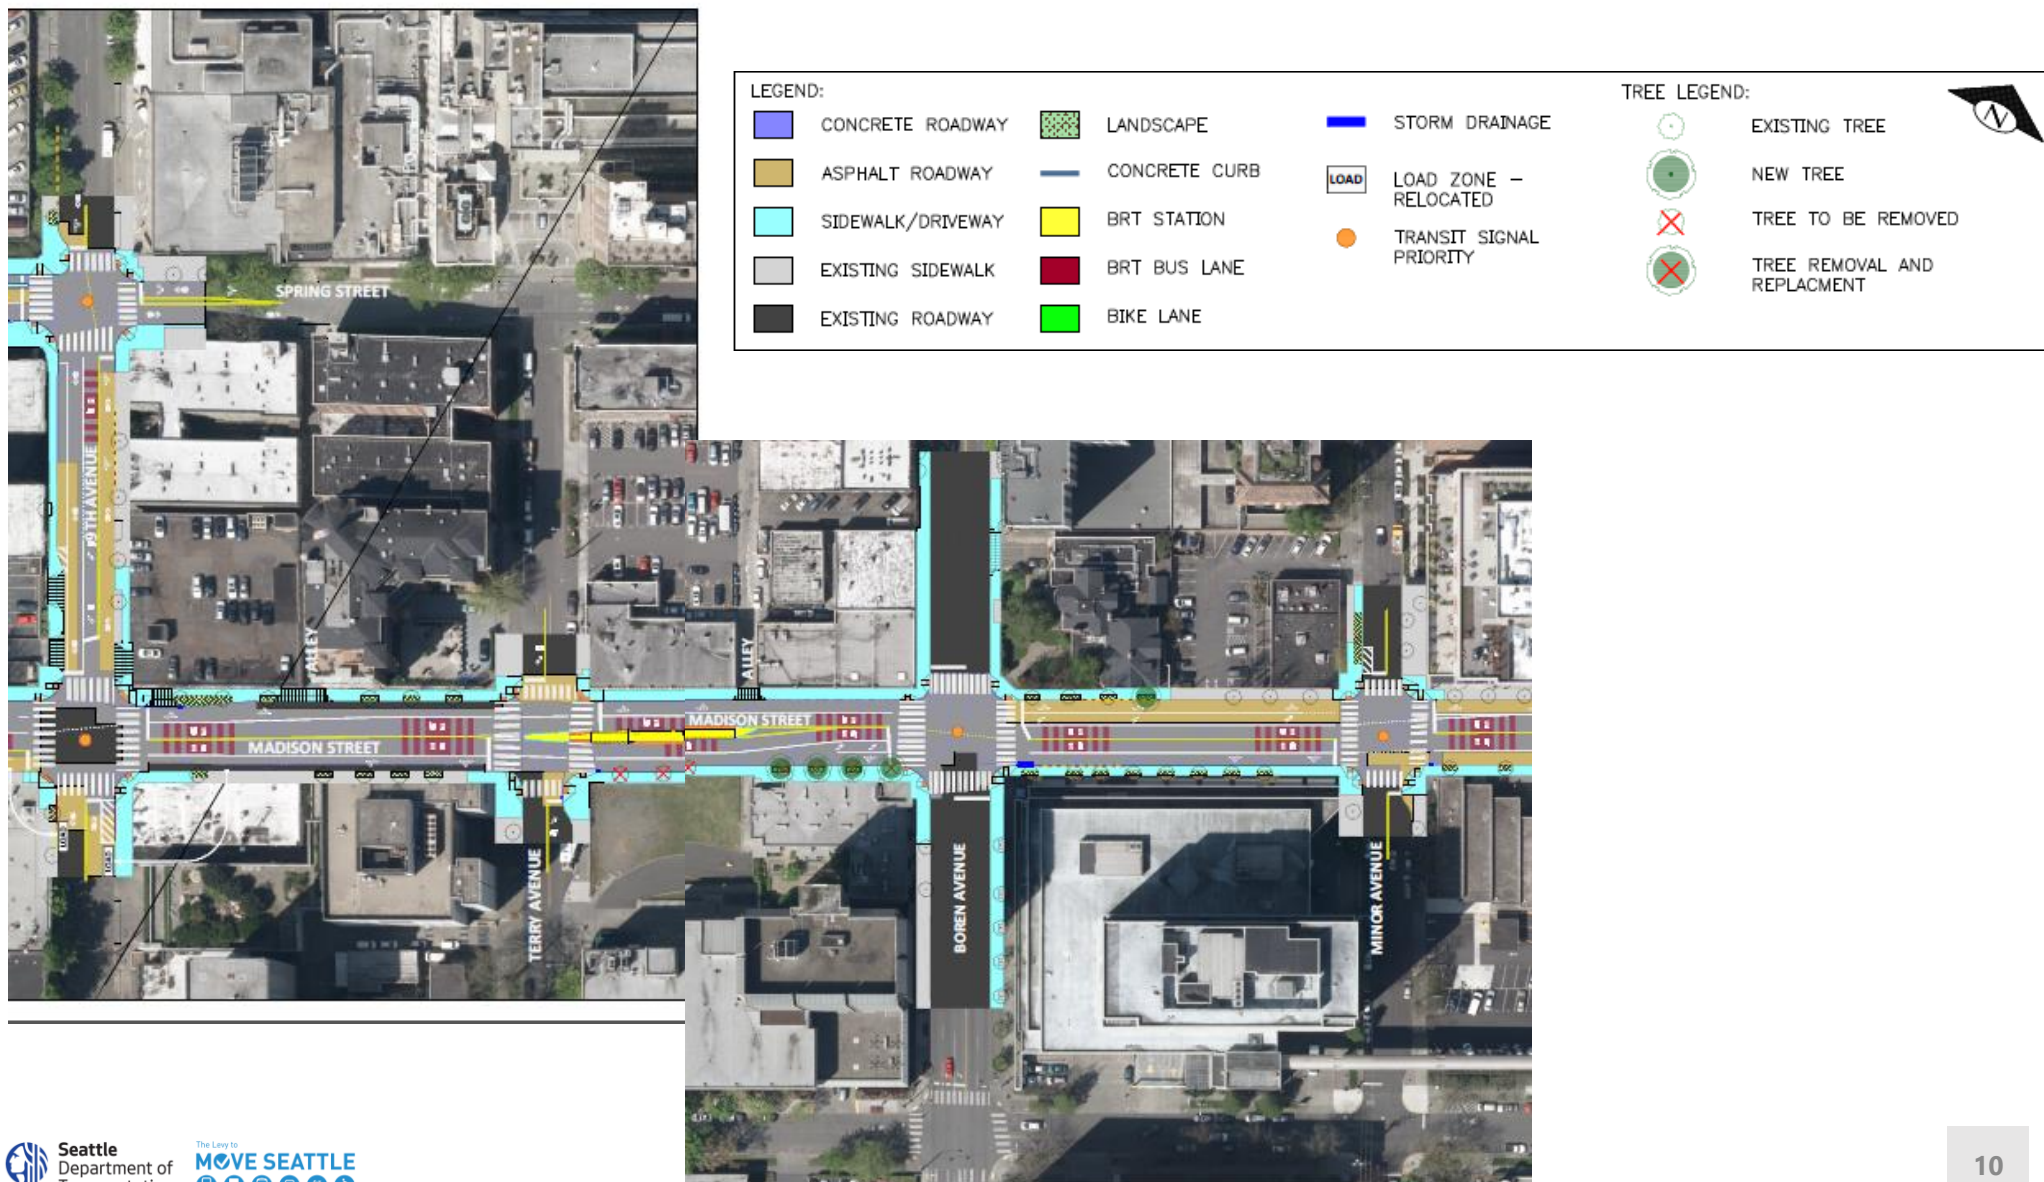 LEGEND:
CONCRETE ROADWAY
ASPHALT ROADWAY
SIDEWALK/DRIVEWAY
EXISTING SIDEWALK
EXISTING ROADWAY
LANDSCAPE
CONCRETE CURB
BRT STATION
BRT BUS LANE
BIKE LANE
STORM DRAINAGE
LOAD
LOAD ZONE –
RELOCATED
TRANSIT SIGNAL
PRIORITY
TREE LEGEND:
EXISTING TREE
NEW TREE
TREE TO BE REMOVED
TREE REMOVAL AND
REPLACMENT
N
SPRING STREET
9TH AVENUE
ALLEY
ALLEY
MADISON STREET
MADISON STREET
TERRY AVENUE
BOREN AVENUE
MINOR AVENUE
Seattle
Department of
The Levy to
MOVE SEATTLE
10